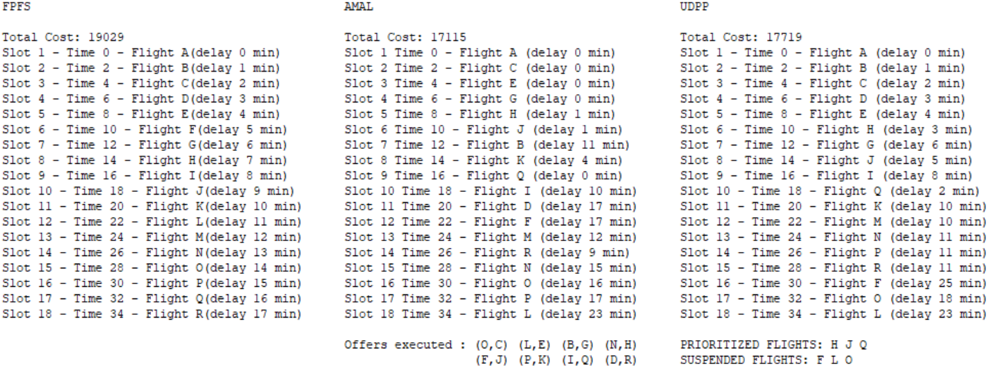 FPFS
Total Cost: 19029
Slot 1 - Time 0 - Flight A(delay 0 min)
Slot 2 - Time 2 - Flight B(delay 1 min)
Slot 3 - Time 4 - Flight C(delay 2 min)
Slot 4 - Time 6 - Flight D(delay 3 min)
Slot 5 - Time 8 - Flight E(delay 4 min)
Slot 6 - Time 10 - Flight F(delay 5 min)
Slot 7 - Time 12 - Flight G(delay 6 min)
Slot 8 - Time 14 - Flight H(delay 7 min)
Slot 9 - Time 16 - Flight I(delay 8 min)
Slot 10 - Time 18 - Flight J(delay 9 min)
Slot 11 - Time 20 - Flight K(delay 10 min)
Slot 12 - Time 22 - Flight L(delay 11 min)
Slot 13 - Time 24 - Flight M(delay 12 min)
Slot 14 - Time 26 - Flight N(delay 13 min)
Slot 15 - Time 28 - Flight O(delay 14 min)
Slot 16 - Time 30 - Flight P(delay 15 min)
Slot 17 - Time 32 - Flight Q(delay 16 min)
Slot 18 - Time 34 - Flight R(delay 17 min)
AMAL
Total Cost: 17115
Slot 1 Time 0 - Flight A (delay 0 min)
Slot 2 Time 2 - Flight C (delay 0 min)
Slot 3 Time 4 - Flight E (delay 0 min)
Slot 4 Time 6 - Flight G (delay 0 min)
Slot 5 Time 8 - Flight H (delay 1 min)
Slot 6 Time 10 - Flight J (delay 1 min)
Slot 7 Time 12 - Flight B (delay 11 min)
Slot 8 Time 14 - Flight K (delay 4 min)
Slot 9 Time 16 - Flight Q (delay 0 min)
Slot 10 Time 18 - Flight I (delay 10 min)
Slot 11 Time 20 - Flight D (delay 17 min)
Slot 12 Time 22 - Flight F (delay 17 min)
Slot 13 Time 24 - Flight M (delay 12 min)
Slot 14 Time 26 - Flight R (delay 9 min)
Slot 15 Time 28 - Flight N (delay 15 min)
Slot 16 Time 30 - Flight O (delay 16 min)
Slot 17 Time 32 - Flight P (delay 17 min)
Slot 18 Time 34 - Flight L (delay 23 min)
Offers executed : (O,C) (L,E) (B,G) (N,H)
(F,J) (P,K) (I,Q) (D,R)
UDPP
Total Cost: 17719
Slot 1 - Time 0 - Flight A (delay 0 min)
Slot 2 - Time 2 - Flight B (delay 1 min)
Slot 3 - Time 4 - Flight C (delay 2 min)
Slot 4 - Time 6 - Flight D (delay 3 min)
Slot 5 - Time 8 - Flight E (delay 4 min)
Slot 6 - Time 10 - Flight H (delay 3 min)
Slot 7 - Time 12 - Flight G (delay 6 min)
Slot 8 - Time 14 - Flight J (delay 5 min)
Slot 9 - Time 16 - Flight I (delay 8 min)
Slot 10 - Time 18 - Flight Q (delay 2 min)
Slot 11 - Time 20 - Flight K (delay 10 min)
Slot 12 - Time 22 - Flight M (delay 10 min)
Slot 13 - Time 24 - Flight N (delay 11 min)
Slot 14 - Time 26 - Flight P (delay 11 min)
Slot 15 - Time 28 - Flight R (delay 11 min)
Slot 16 - Time 30 - Flight F (delay 25 min)
Slot 17 - Time 32 - Flight O (delay 18 min)
Slot 18 - Time 34 - Flight L (delay 23 min)
PRIORITIZED FLIGHTS: H J Q
SUSPENDED FLIGHTS: F L O